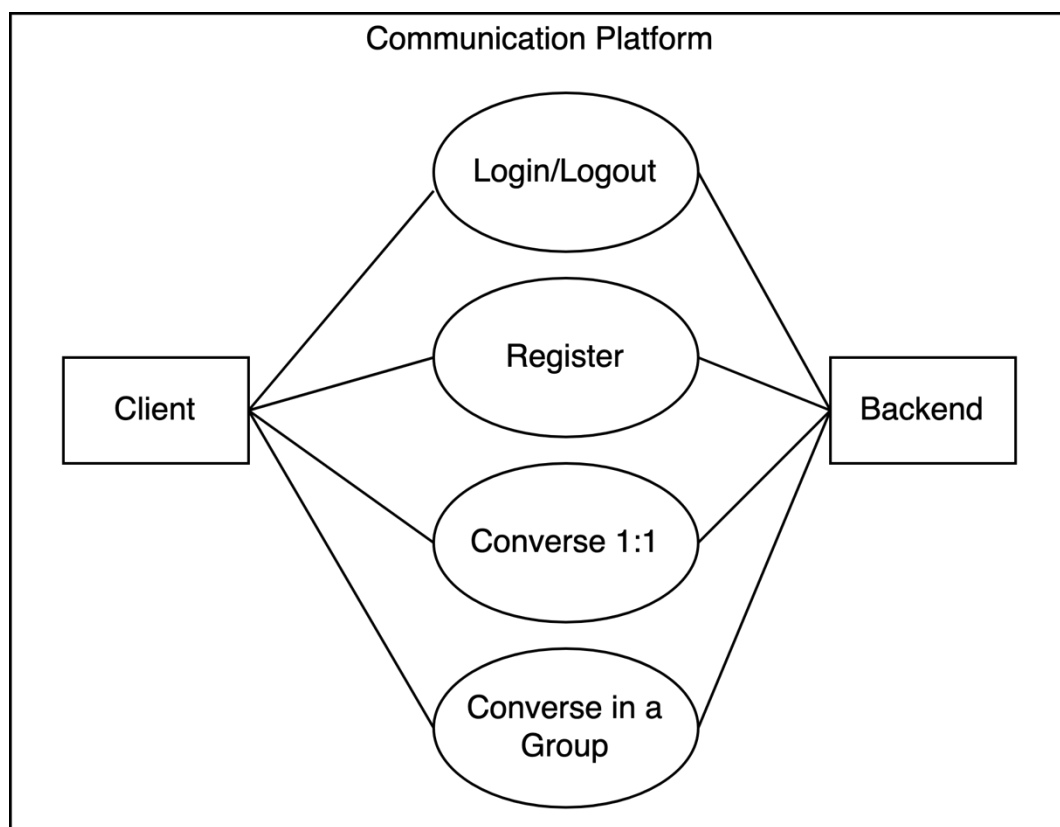 Communication Platform
Login/Logout
Register
Client
Backend
Converse 1:1
Converse in a
Group